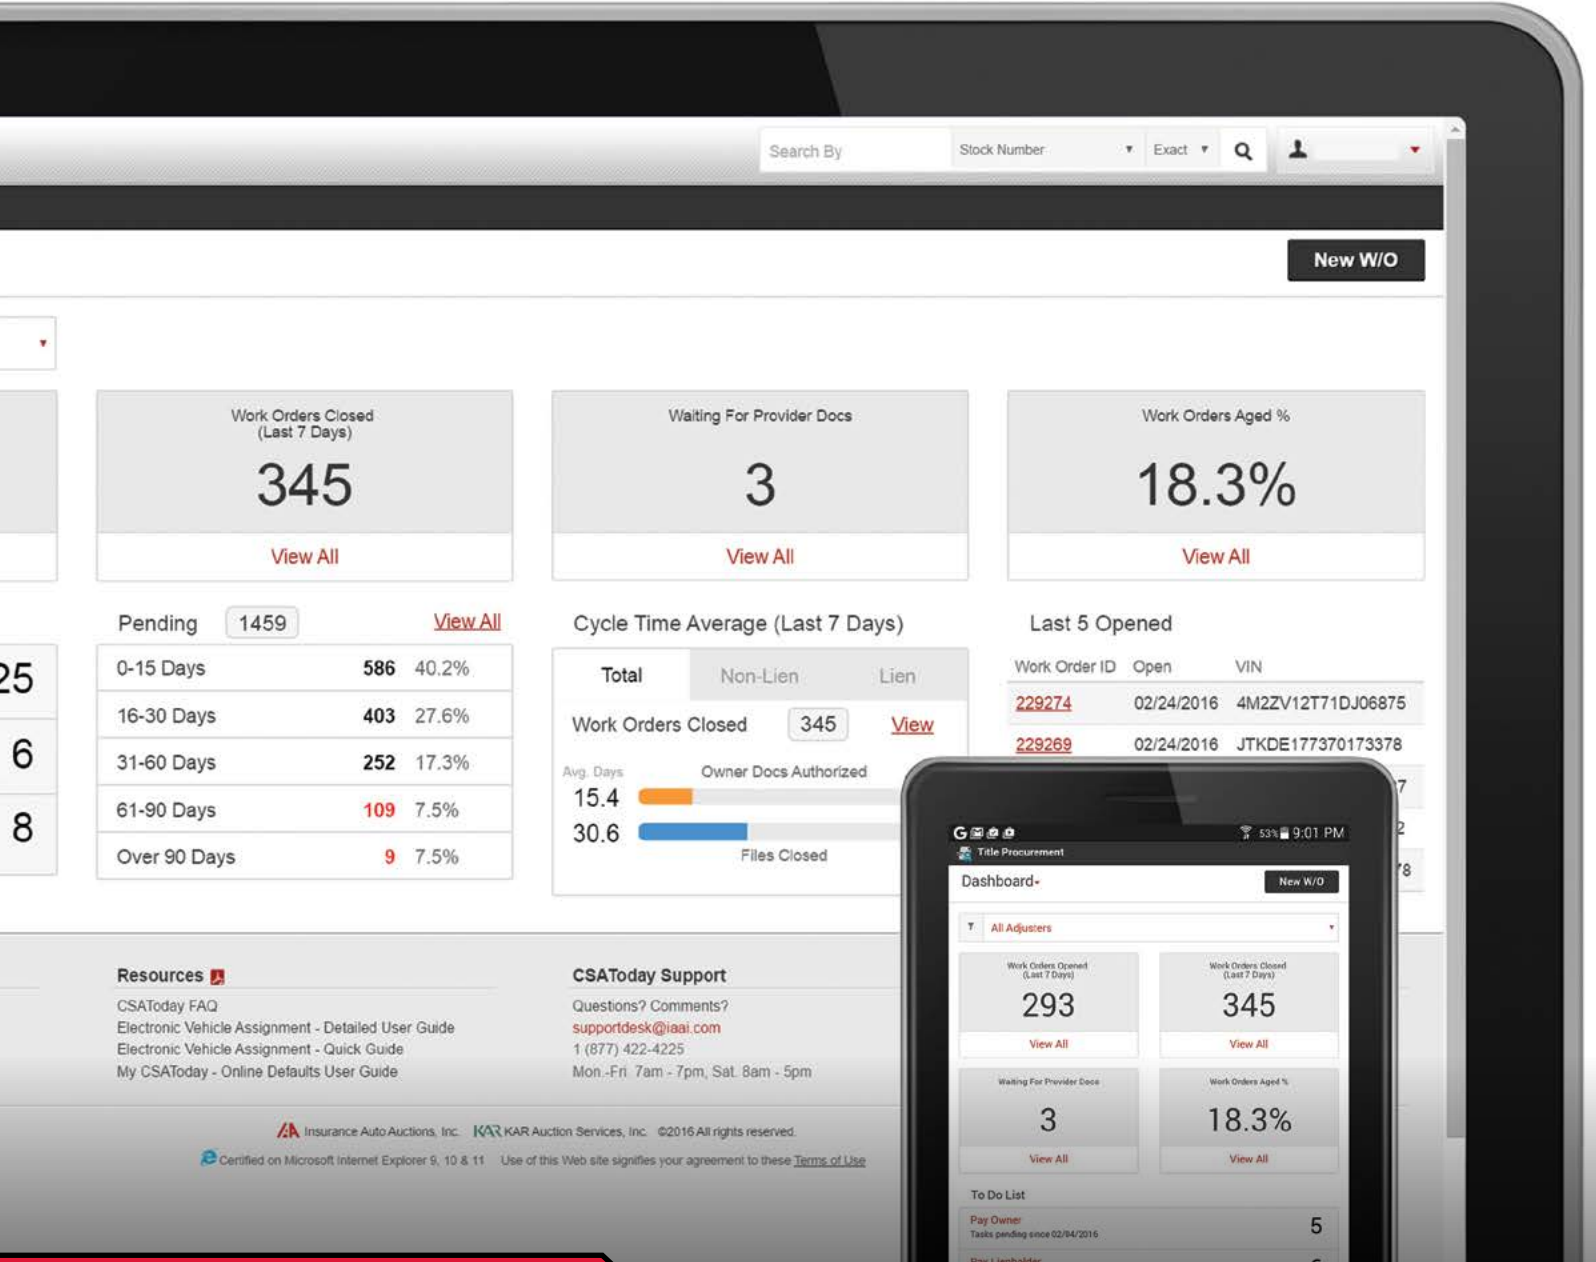 Search By Stock Number Exact
New W/O
Work Orders Closed
(Last 7 Days)
345
View All
Waiting For Provider Docs
3
View All
Work Orders Aged %
18.3%
View All
25
6
8
Pending 1459 View All
0-15 Days 586 40.2%
16-30 Days 403 27.6%
31-60 Days 252 17.3%
61-90 Days 109 7.5%
Over 90 Days 9 7.5%
Cycle Time Average (Last 7 Days)
Total Non-Lien Lien
Work Orders Closed 345 View
Avg. Days Owner Docs Authorized
15.4
30.6
Files Closed
Last 5 Opened
Work Order ID Open VIN
229274 02/24/2016 4M2ZV12T71DJ06875
229269 02/24/2016 JTKDE177370173378
7
2
78
Resources
CSAToday FAQ
Electronic Vehicle Assignment - Detailed User Guide
Electronic Vehicle Assignment - Quick Guide
My CSAToday - Online Defaults User Guide
CSAToday Support
Questions? Comments?
supportdesk@iaai.com
1 (877) 422-4225
Mon.-Fri. 7am - 7pm, Sat. 8am - 5pm
IAA Insurance Auto Auctions, Inc. KAR KAR Auction Services, Inc. ©2016 All rights reserved.
Certified on Microsoft Internet Explorer 9, 10 & 11 Use of this Web site signifies your agreement to these Terms of Use
G 53% 9:01 PM
Title Procurement
Dashboard
New W/O
All Adjusters
Work Orders Opened
(Last 7 Days)
293
View All
Work Orders Closed
(Last 7 Days)
345
View All
Waiting For Provider Docs
3
View All
Work Orders Aged %
18.3%
View All
To Do List
Pay Owner 5
Tasks pending since 02/04/2016
Pay Lienholder